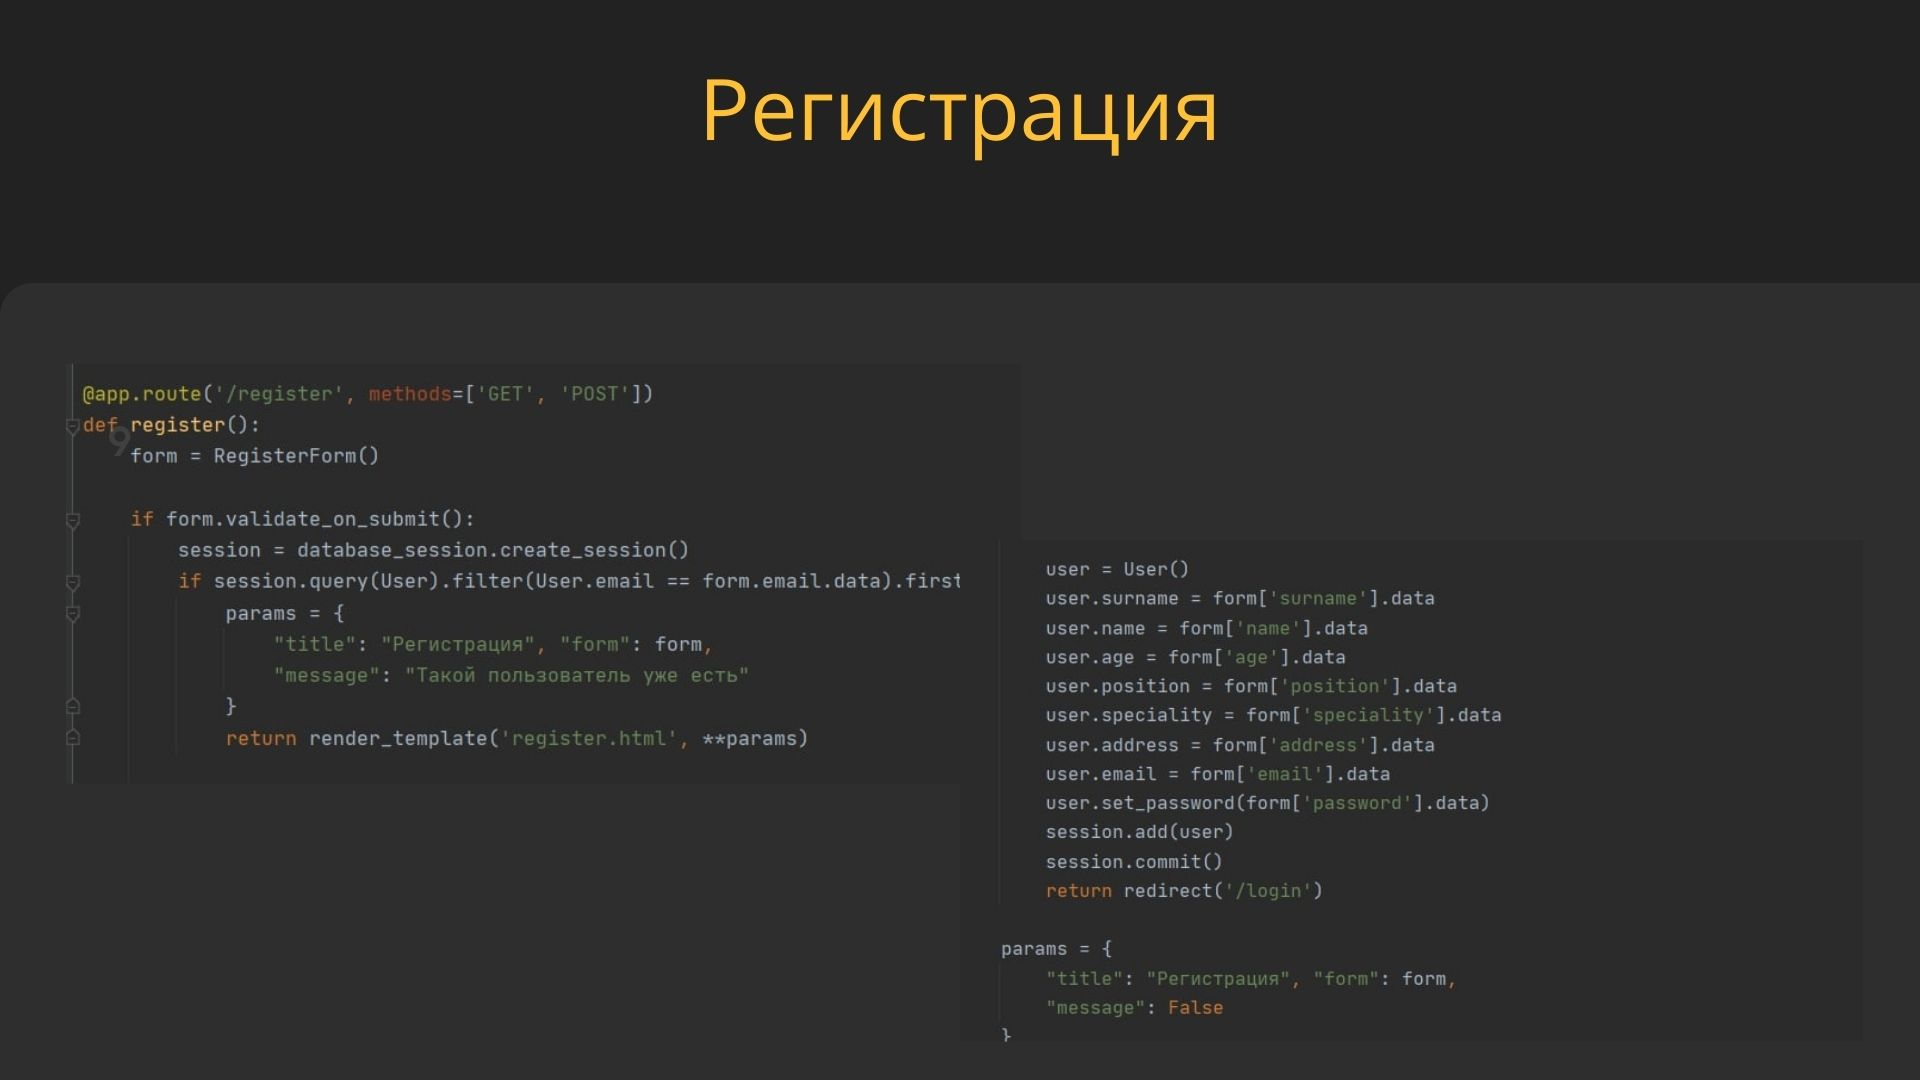 Регистрация
@app.route('/register', methods=['GET', 'POST'])
def register():
9
form = RegisterForm()
if form.validate_on_submit():
session = database_session.create_session()
if session.query(User).filter(User.email == form.email.data).first
params = {
"title": "Регистрация", "form": form,
"message": "Такой пользователь уже есть"
}
return render_template('register.html', **params)
user = User()
user.surname = form['surname'].data
user.name = form['name'].data
user.age = form['age'].data
user.position = form['position'].data
user.speciality = form['speciality'].data
user.address = form['address'].data
user.email = form['email'].data
user.set_password(form['password'].data)
session.add(user)
session.commit()
return redirect('/login')
params = {
"title": "Регистрация", "form": form,
"message": False
}